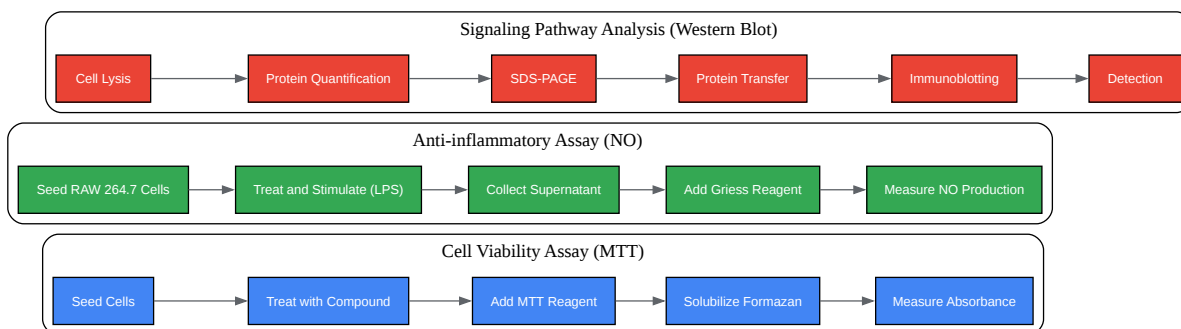 Signaling Pathway Analysis (Western Blot)
Cell Lysis
Protein Quantification
SDS-PAGE
Protein Transfer
Immunoblotting
Detection
Anti-inflammatory Assay (NO)
Seed RAW 264.7 Cells
Treat and Stimulate (LPS)
Collect Supernatant
Add Griess Reagent
Measure NO Production
Cell Viability Assay (MTT)
Seed Cells
Treat with Compound
Add MTT Reagent
Solubilize Formazan
Measure Absorbance